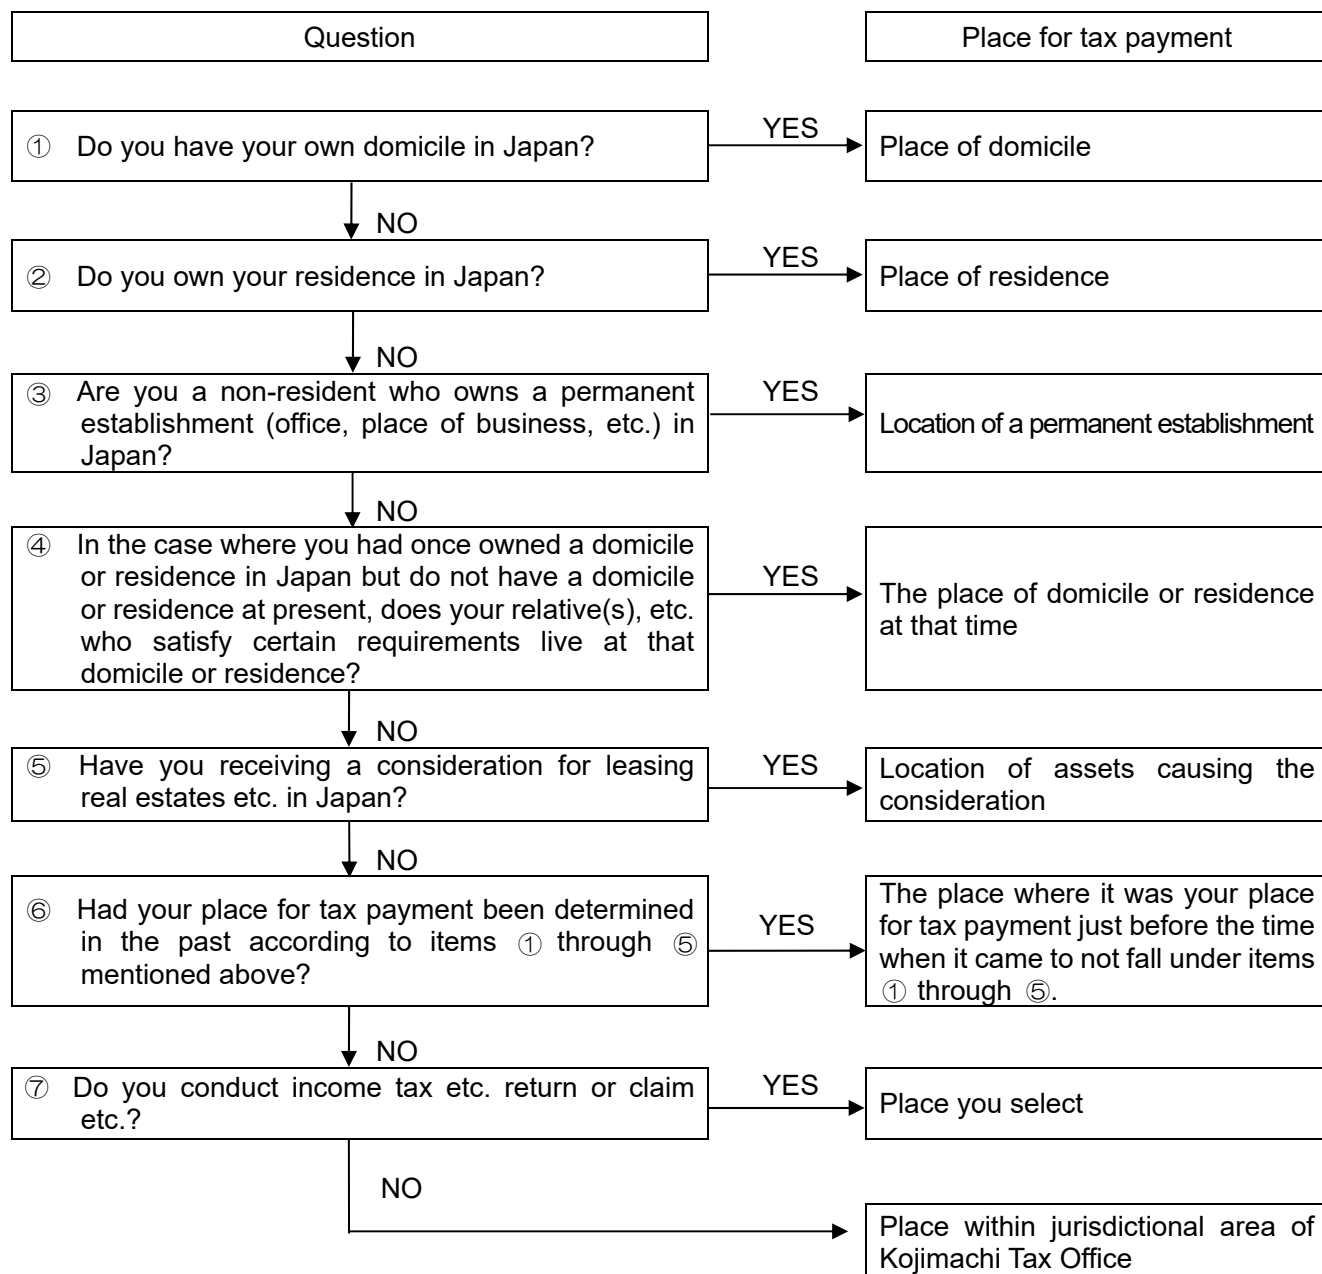 Question
Place for tax payment
① Do you have your own domicile in Japan?
YES
Place of domicile
NO
② Do you own your residence in Japan?
YES
Place of residence
NO
③ Are you a non-resident who owns a permanent
establishment (office, place of business, etc.) in
Japan?
YES
Location of a permanent establishment
NO
④ In the case where you had once owned a domicile
or residence in Japan but do not have a domicile
or residence at present, does your relative(s), etc.
who satisfy certain requirements live at that
domicile or residence?
YES
The place of domicile or residence
at that time
NO
⑤ Have you receiving a consideration for leasing
real estates etc. in Japan?
YES
Location of assets causing the
consideration
NO
⑥ Had your place for tax payment been determined
in the past according to items ① through ⑤
mentioned above?
YES
The place where it was your place
for tax payment just before the time
when it came to not fall under items
① through ⑤.
NO
⑦ Do you conduct income tax etc. return or claim
etc.?
YES
Place you select
NO
Place within jurisdictional area of
Kojimachi Tax Office